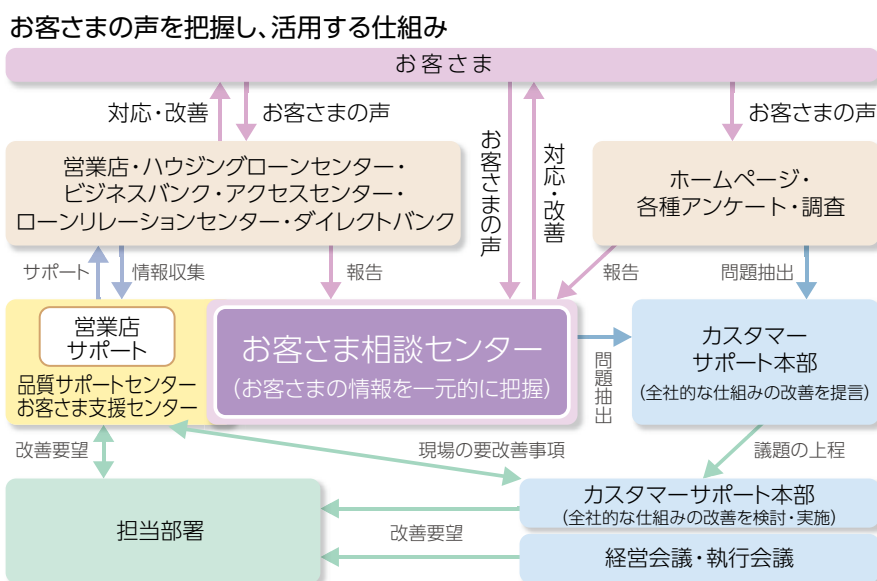 お客さまの声を把握し、活用する仕組み
お客さま
対応・改善
お客さまの声
お客さまの声
対応・改善
お客さまの声
営業店・ハウジングローンセンター・
ビジネスバンク・アクセスセンター・
ローンリレーションセンター・ダイレクトバンク
ホームページ・
各種アンケート・調査
サポート
情報収集
報告
報告
問題抽出
営業店
サポート
品質サポートセンター
お客さま支援センター
お客さま相談センター
(お客さまの情報を一元的に把握)
問題抽出
カスタマー
サポート本部
(全社的な仕組みの改善を提言)
改善要望
現場の要改善事項
議題の上程
担当部署
改善要望
カスタマーサポート本部
(全社的な仕組みの改善を検討・実施)
経営会議・執行会議